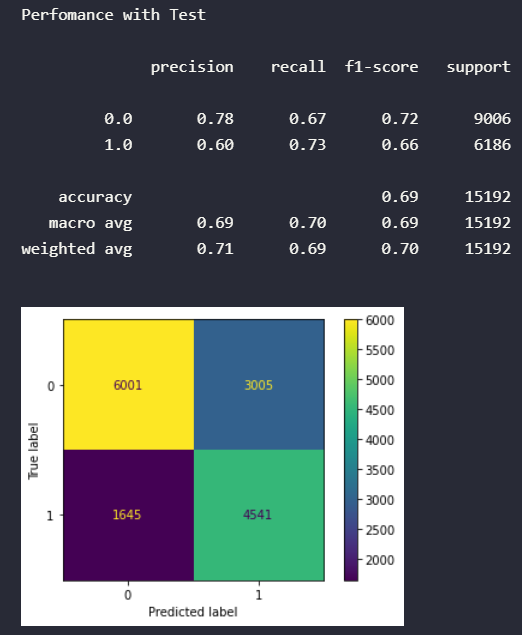 Perfomance with Test
precision recall f1-score support
0.0 0.78 0.67 0.72 9006
1.0 0.60 0.73 0.66 6186
accuracy 0.69 15192
macro avg 0.69 0.70 0.69 15192
weighted avg 0.71 0.69 0.70 15192
6000
5500
5000
4500
4000
3500
3000
2500
2000
True label
0 6001 3005
1 1645 4541
0 1
Predicted label